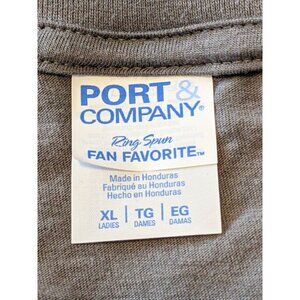 PORT &
COMPANY®
Ring Spun
FAN FAVORITE™
Made in Honduras
Fabriqué au Honduras
Hecho en Honduras
XL | TG | EG
LADIES DAMES DAMAS